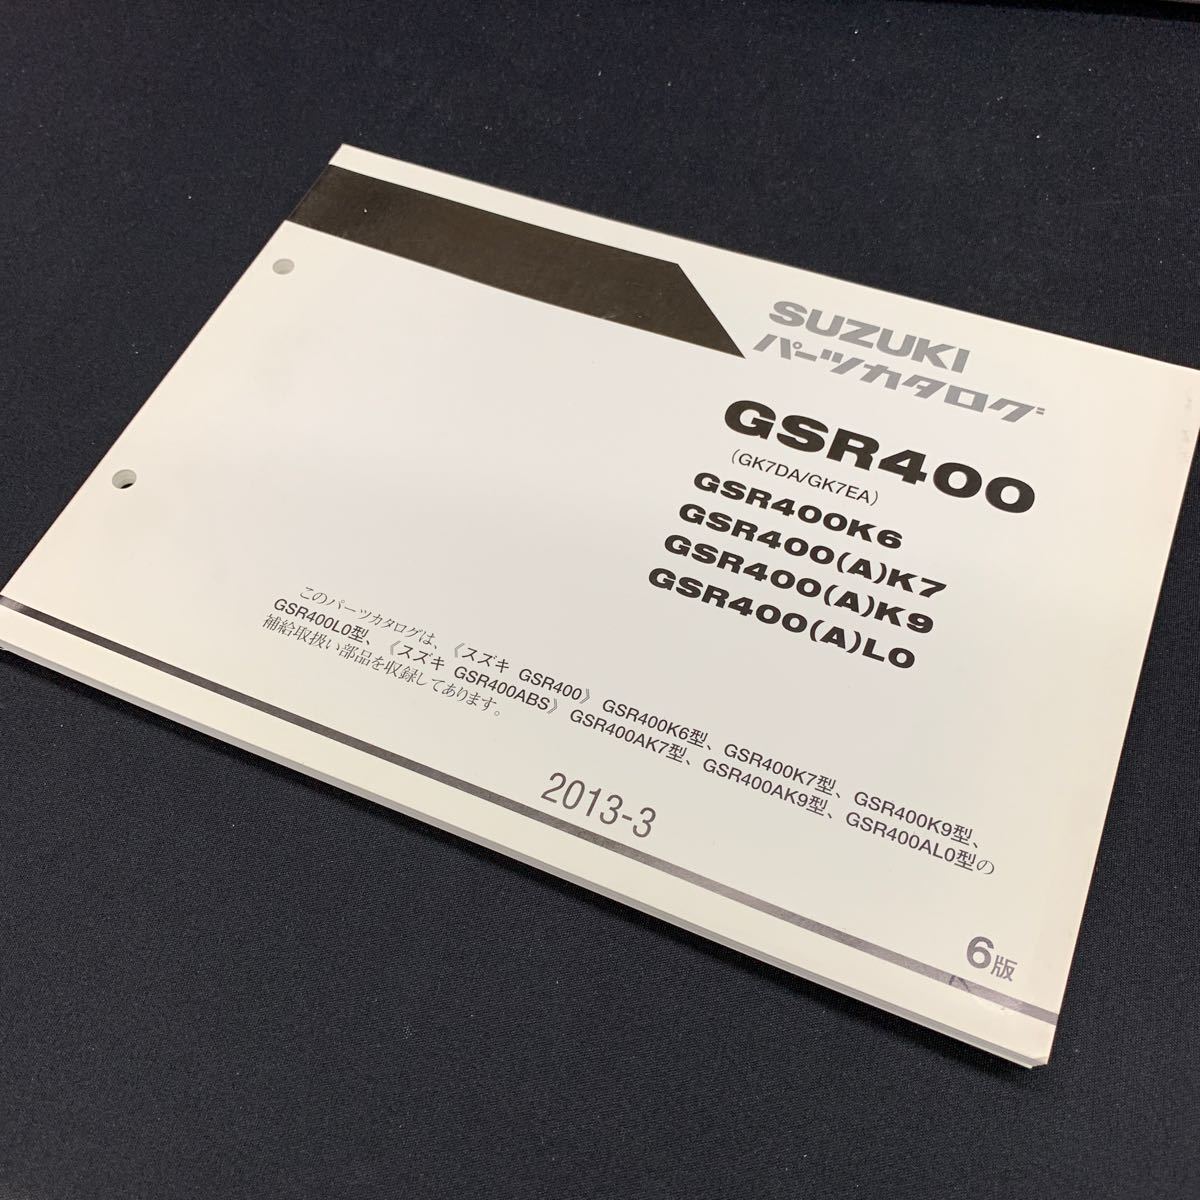 SUZUKI
パーツカタログ
GSR400
(GK7DA/GK7EA)
GSR400K6
GSR400(A)K7
GSR400(A)K9
GSR400(A)L0
このパーツカタログは、《スズキ GSR400》 GSR400K6型、GSR400K7型、GSR400K9型、
GSR400L0型、《スズキ GSR400ABS》 GSR400AK7型、GSR400AK9型、GSR400AL0型の
補給取扱い部品を収録してあります。
2013-3
6版